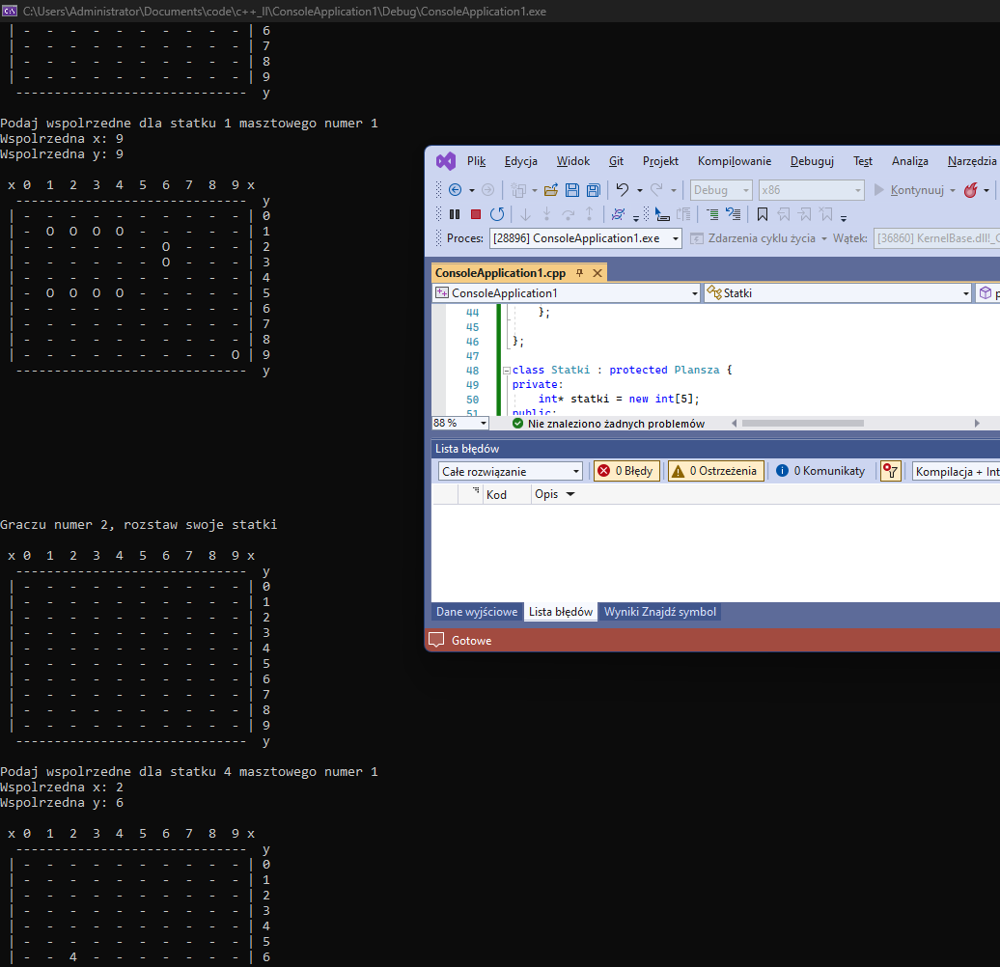 C:\Users\Administrator\Documents\code\c++_II\ConsoleApplication1\Debug\ConsoleApplication1.exe
| - - - - - - - - - - | 6
| - - - - - - - - - - | 7
| - - - - - - - - - - | 8
| - - - - - - - - - - | 9
 ------------------------------ y
Podaj wspolrzedne dla statku 1 masztowego numer 1
Wspolrzedna x: 9
Wspolrzedna y: 9
x 0 1 2 3 4 5 6 7 8 9 x
 ------------------------------ y
| - - - - - - - - - - | 0
| - O O O O - - - - - | 1
| - - - - - - O - - - | 2
| - - - - - - O - - - | 3
| - - - - - - - - - - | 4
| - O O O O - - - - - | 5
| - - - - - - - - - - | 6
| - - - - - - - - - - | 7
| - - - - - - - - - - | 8
| - - - - - - - - - O | 9
 ------------------------------ y
Graczu numer 2, rozstaw swoje statki
x 0 1 2 3 4 5 6 7 8 9 x
 ------------------------------ y
| - - - - - - - - - - | 0
| - - - - - - - - - - | 1
| - - - - - - - - - - | 2
| - - - - - - - - - - | 3
| - - - - - - - - - - | 4
| - - - - - - - - - - | 5
| - - - - - - - - - - | 6
| - - - - - - - - - - | 7
| - - - - - - - - - - | 8
| - - - - - - - - - - | 9
 ------------------------------ y
Podaj wspolrzedne dla statku 4 masztowego numer 1
Wspolrzedna x: 2
Wspolrzedna y: 6
x 0 1 2 3 4 5 6 7 8 9 x
 ------------------------------ y
| - - - - - - - - - - | 0
| - - - - - - - - - - | 1
| - - - - - - - - - - | 2
| - - - - - - - - - - | 3
| - - - - - - - - - - | 4
| - - - - - - - - - - | 5
| - - 4 - - - - - - - | 6
Plik Edycja Widok Git Projekt Kompilowanie Debuguj Test Analiza Narzędzia
Debug x86 Kontynuuj
Proces: [28896] ConsoleApplication1.exe Zdarzenia cyklu życia Wątek: [36860] KernelBase.dll!_
ConsoleApplication1.cpp
ConsoleApplication1 Statki
44 };
45
46 };
47
48 class Statki : protected Plansza {
49 private:
50 int* statki = new int[5];
51 public:
88 % Nie znaleziono żadnych problemów
Lista błędów
Całe rozwiązanie 0 Błędy 0 Ostrzeżenia 0 Komunikaty Kompilacja + Int
Kod Opis
Dane wyjściowe Lista błędów Wyniki Znajdź symbol
Gotowe